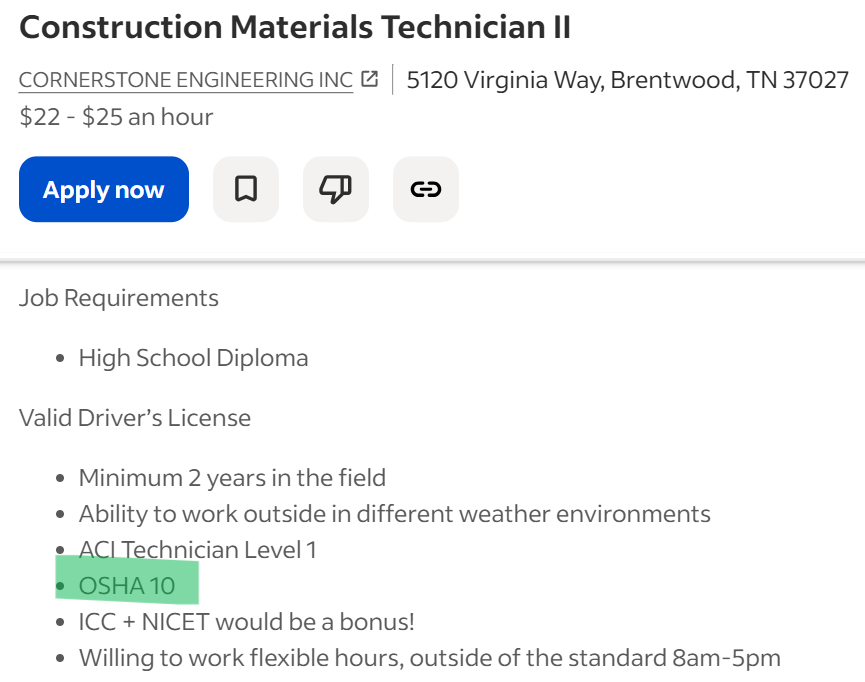 Construction Materials Technician II
CORNERSTONE ENGINEERING INC 5120 Virginia Way, Brentwood, TN 37027
$22 - $25 an hour
Apply now
Job Requirements
• High School Diploma
Valid Driver’s License
• Minimum 2 years in the field
• Ability to work outside in different weather environments
• ACI Technician Level 1
• OSHA 10
• ICC + NICET would be a bonus!
• Willing to work flexible hours, outside of the standard 8am-5pm